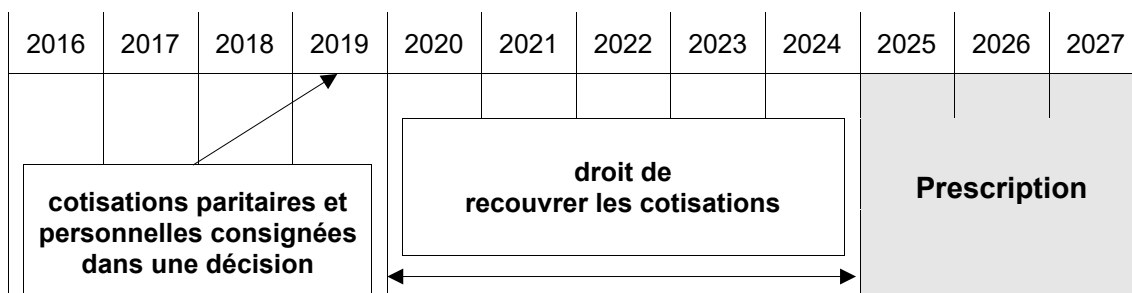 2016 2017 2018 2019 2020 2021 2022 2023 2024 2025 2026 2027
cotisations paritaires et
personnelles consignées
dans une décision
droit de
recouvrer les cotisations
Prescription